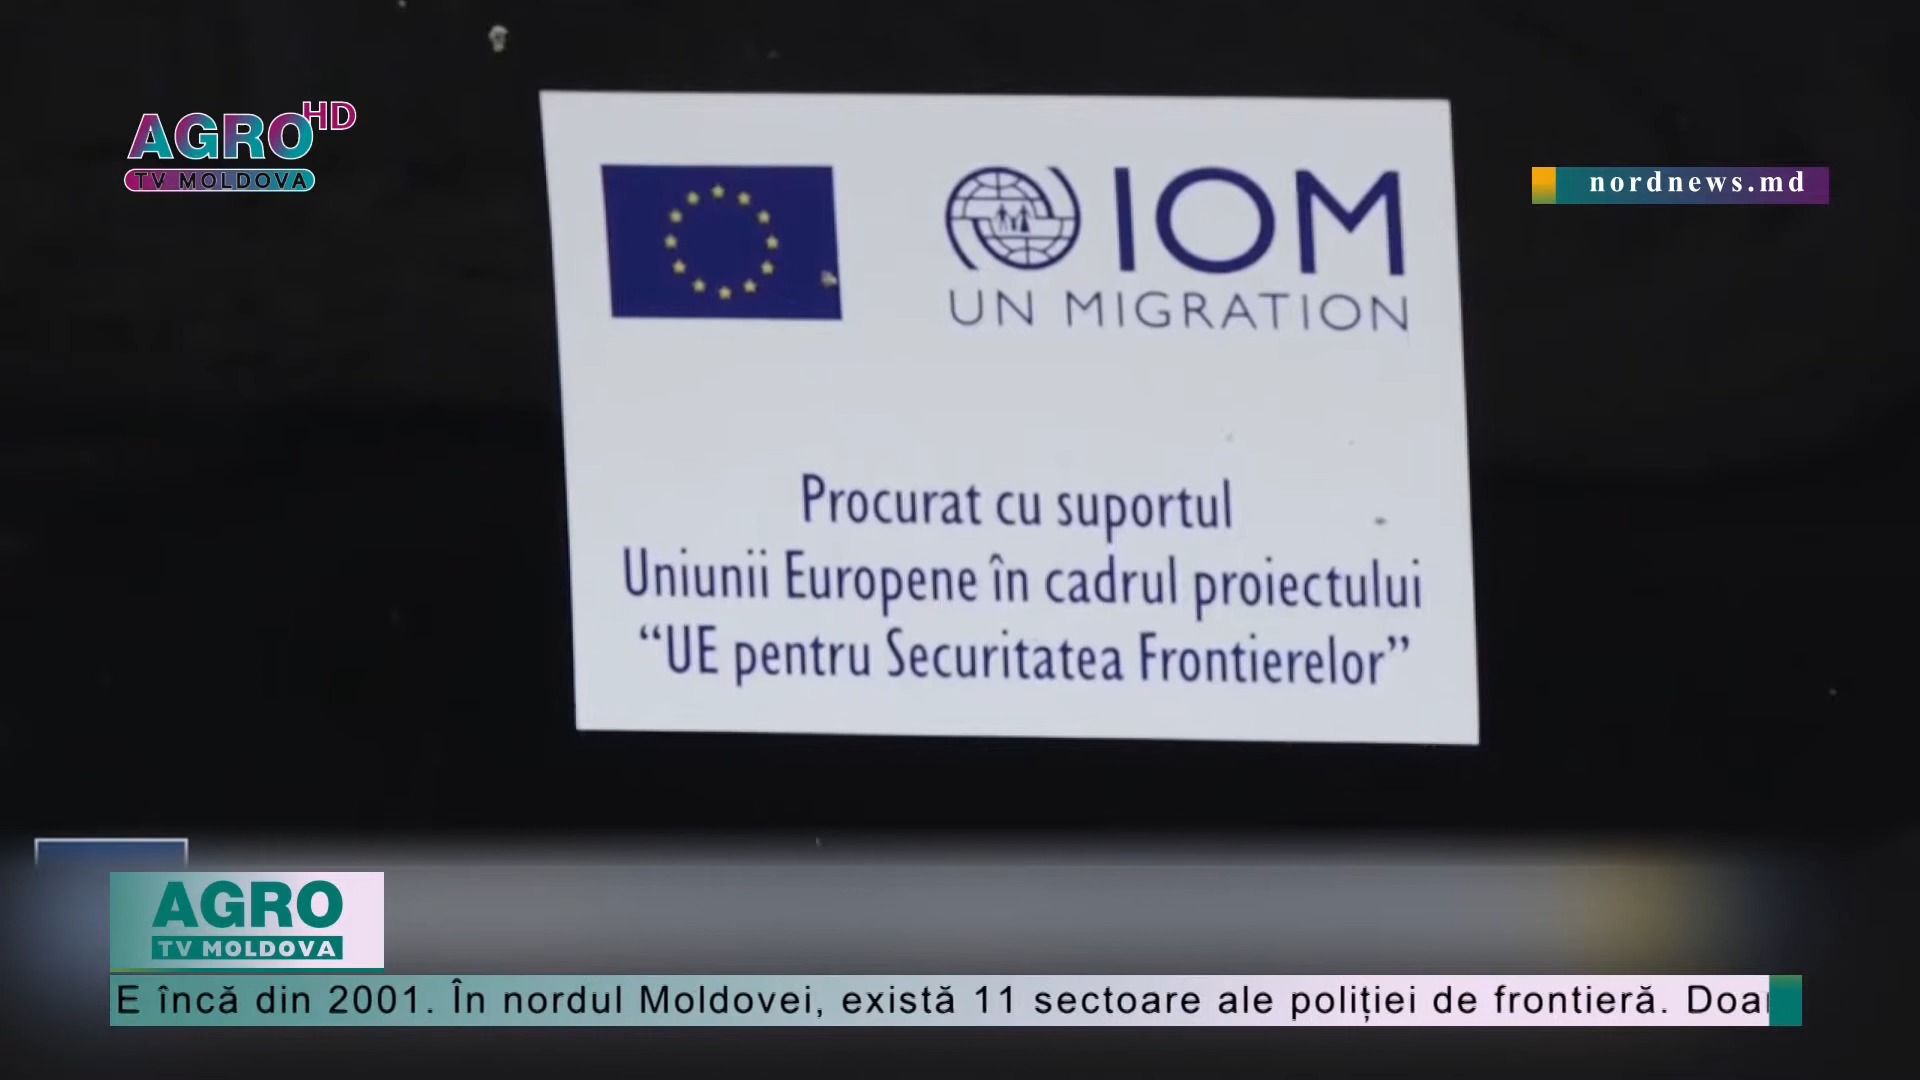 AGRO HD
TV MOLDOVA
nordnews.md
IOM
UN MIGRATION
Procurat cu suportul
Uniunii Europene în cadrul proiectului
“UE pentru Securitatea Frontierelor”
AGRO
TV MOLDOVA
E încă din 2001. În nordul Moldovei, există 11 sectoare ale poliției de frontieră. Doar